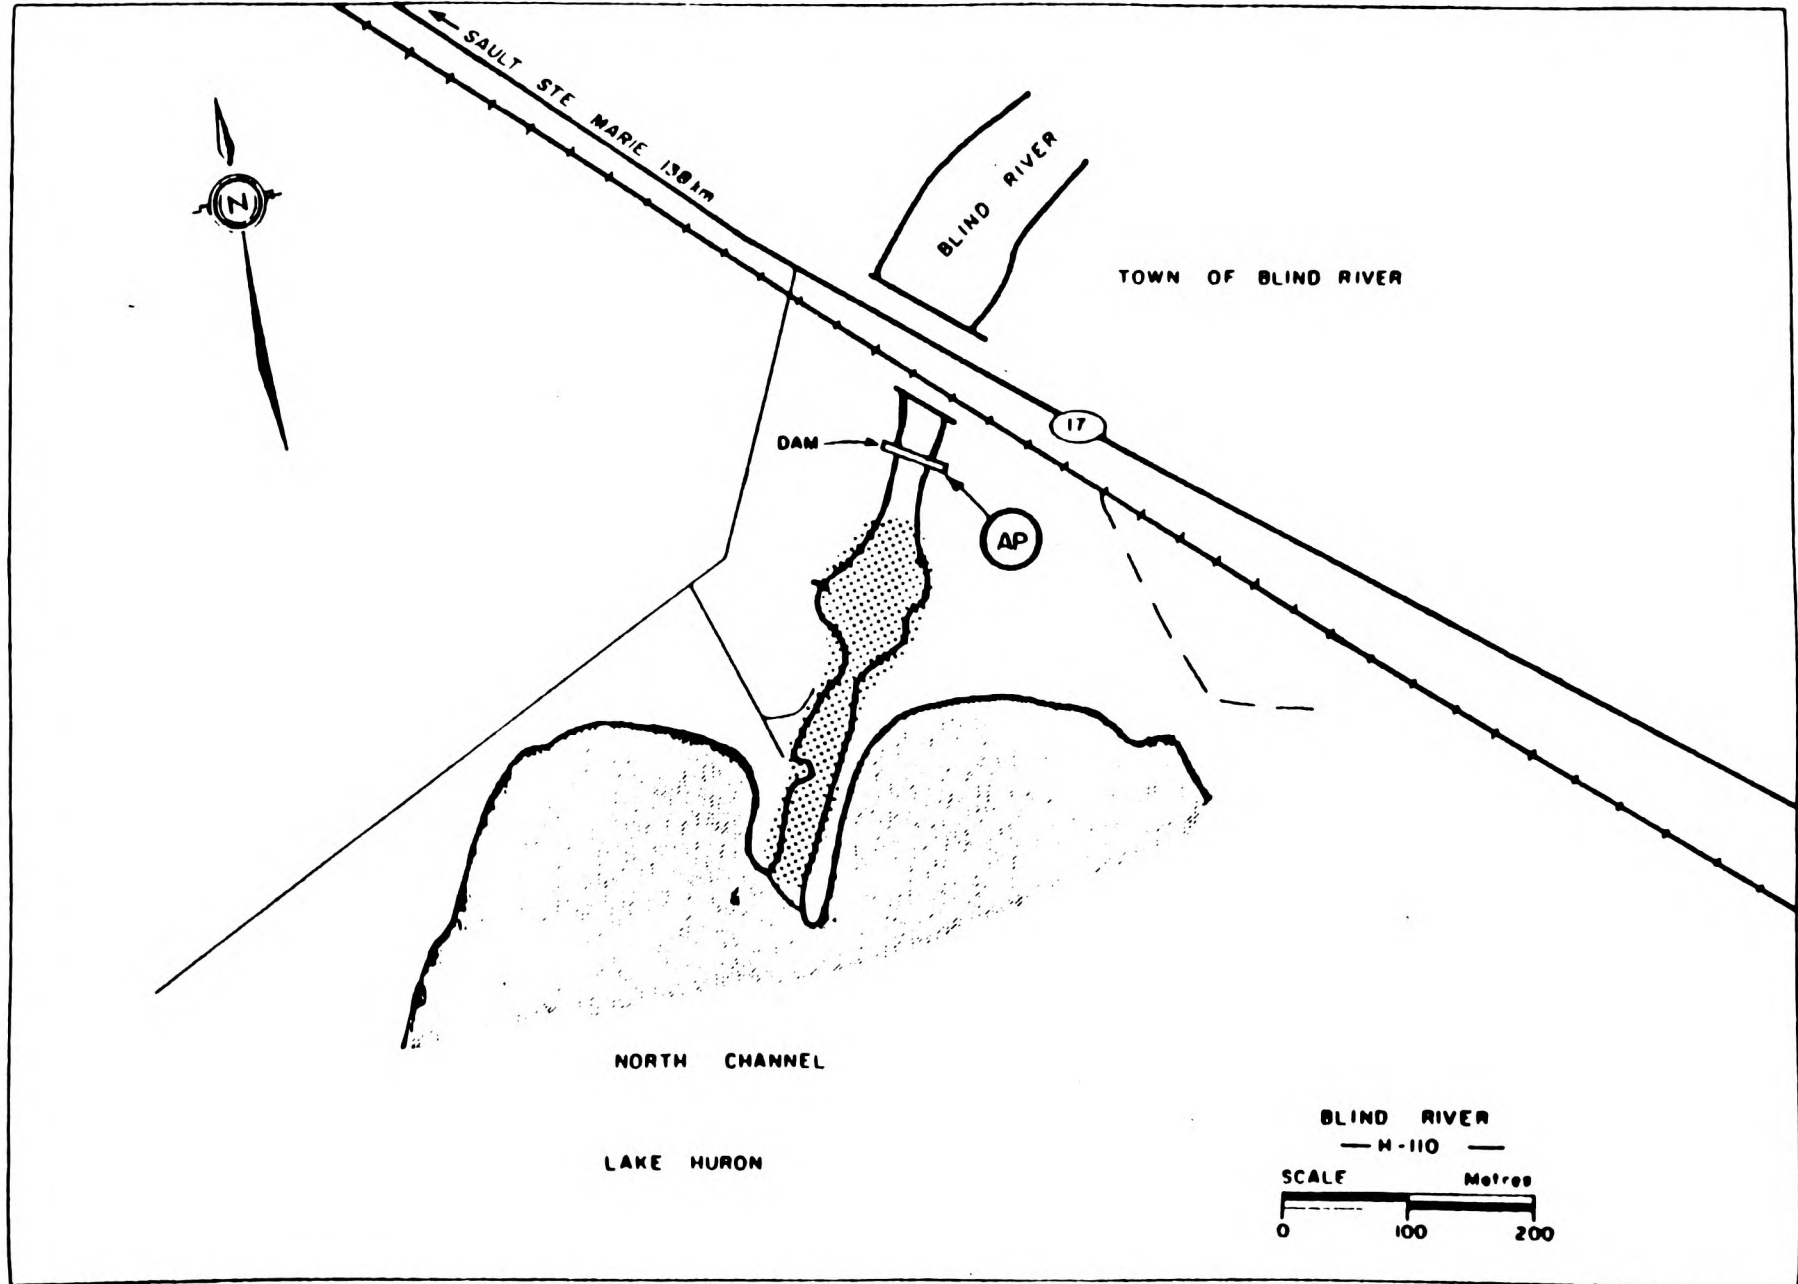 SAULT STE MARIE 138 km
N
BLIND RIVER
TOWN OF BLIND RIVER
17
DAM
AP
NORTH CHANNEL
LAKE HURON
BLIND RIVER
— H-110 —
SCALE Metres
0 100 200